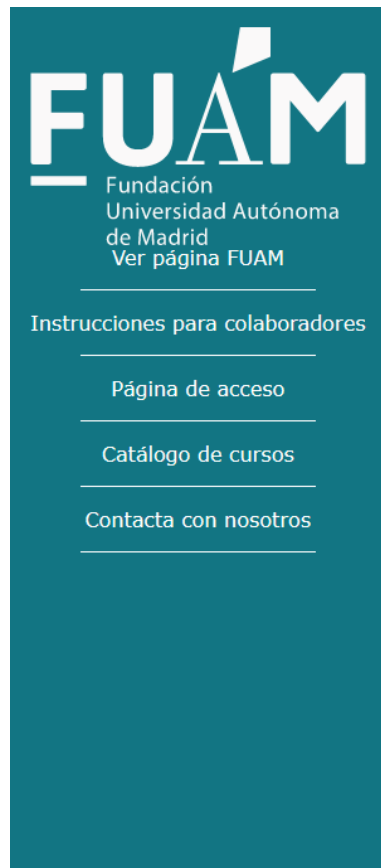 FUÁM
Fundación
Universidad Autónoma
de Madrid
Ver página FUAM
Instrucciones para colaboradores
Página de acceso
Catálogo de cursos
Contacta con nosotros